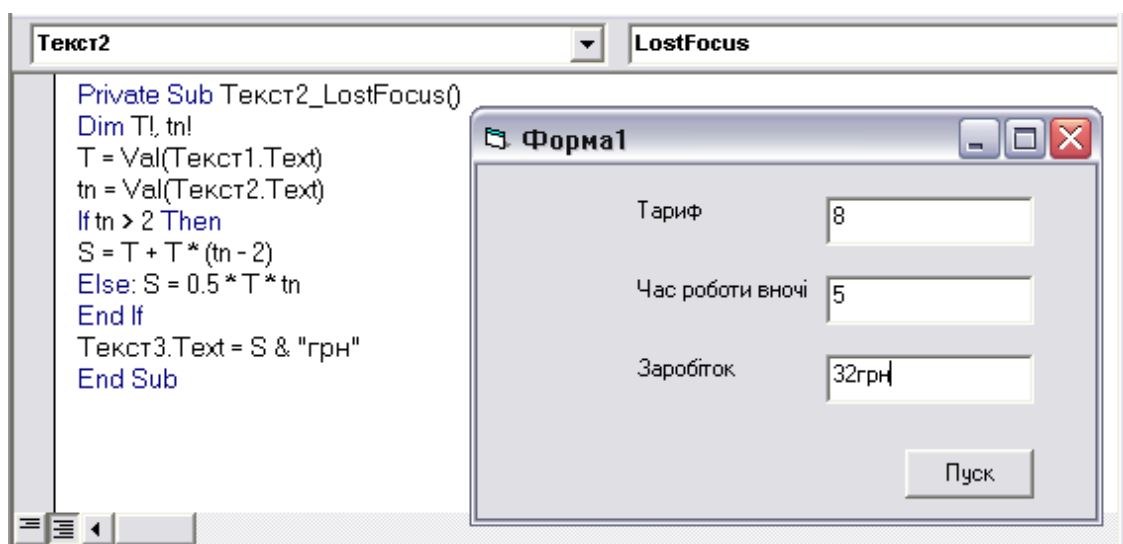 Текст2
LostFocus
Private Sub Текст2_LostFocus()
Dim T!, tn!
T = Val(Текст1.Text)
tn = Val(Текст2.Text)
If tn > 2 Then
S = T + T * (tn - 2)
Else: S = 0.5 * T * tn
End If
Текст3.Text = S & "грн"
End Sub
Форма1
Тариф
8
Час роботи вночі
5
Заробіток
32грн
Пуск